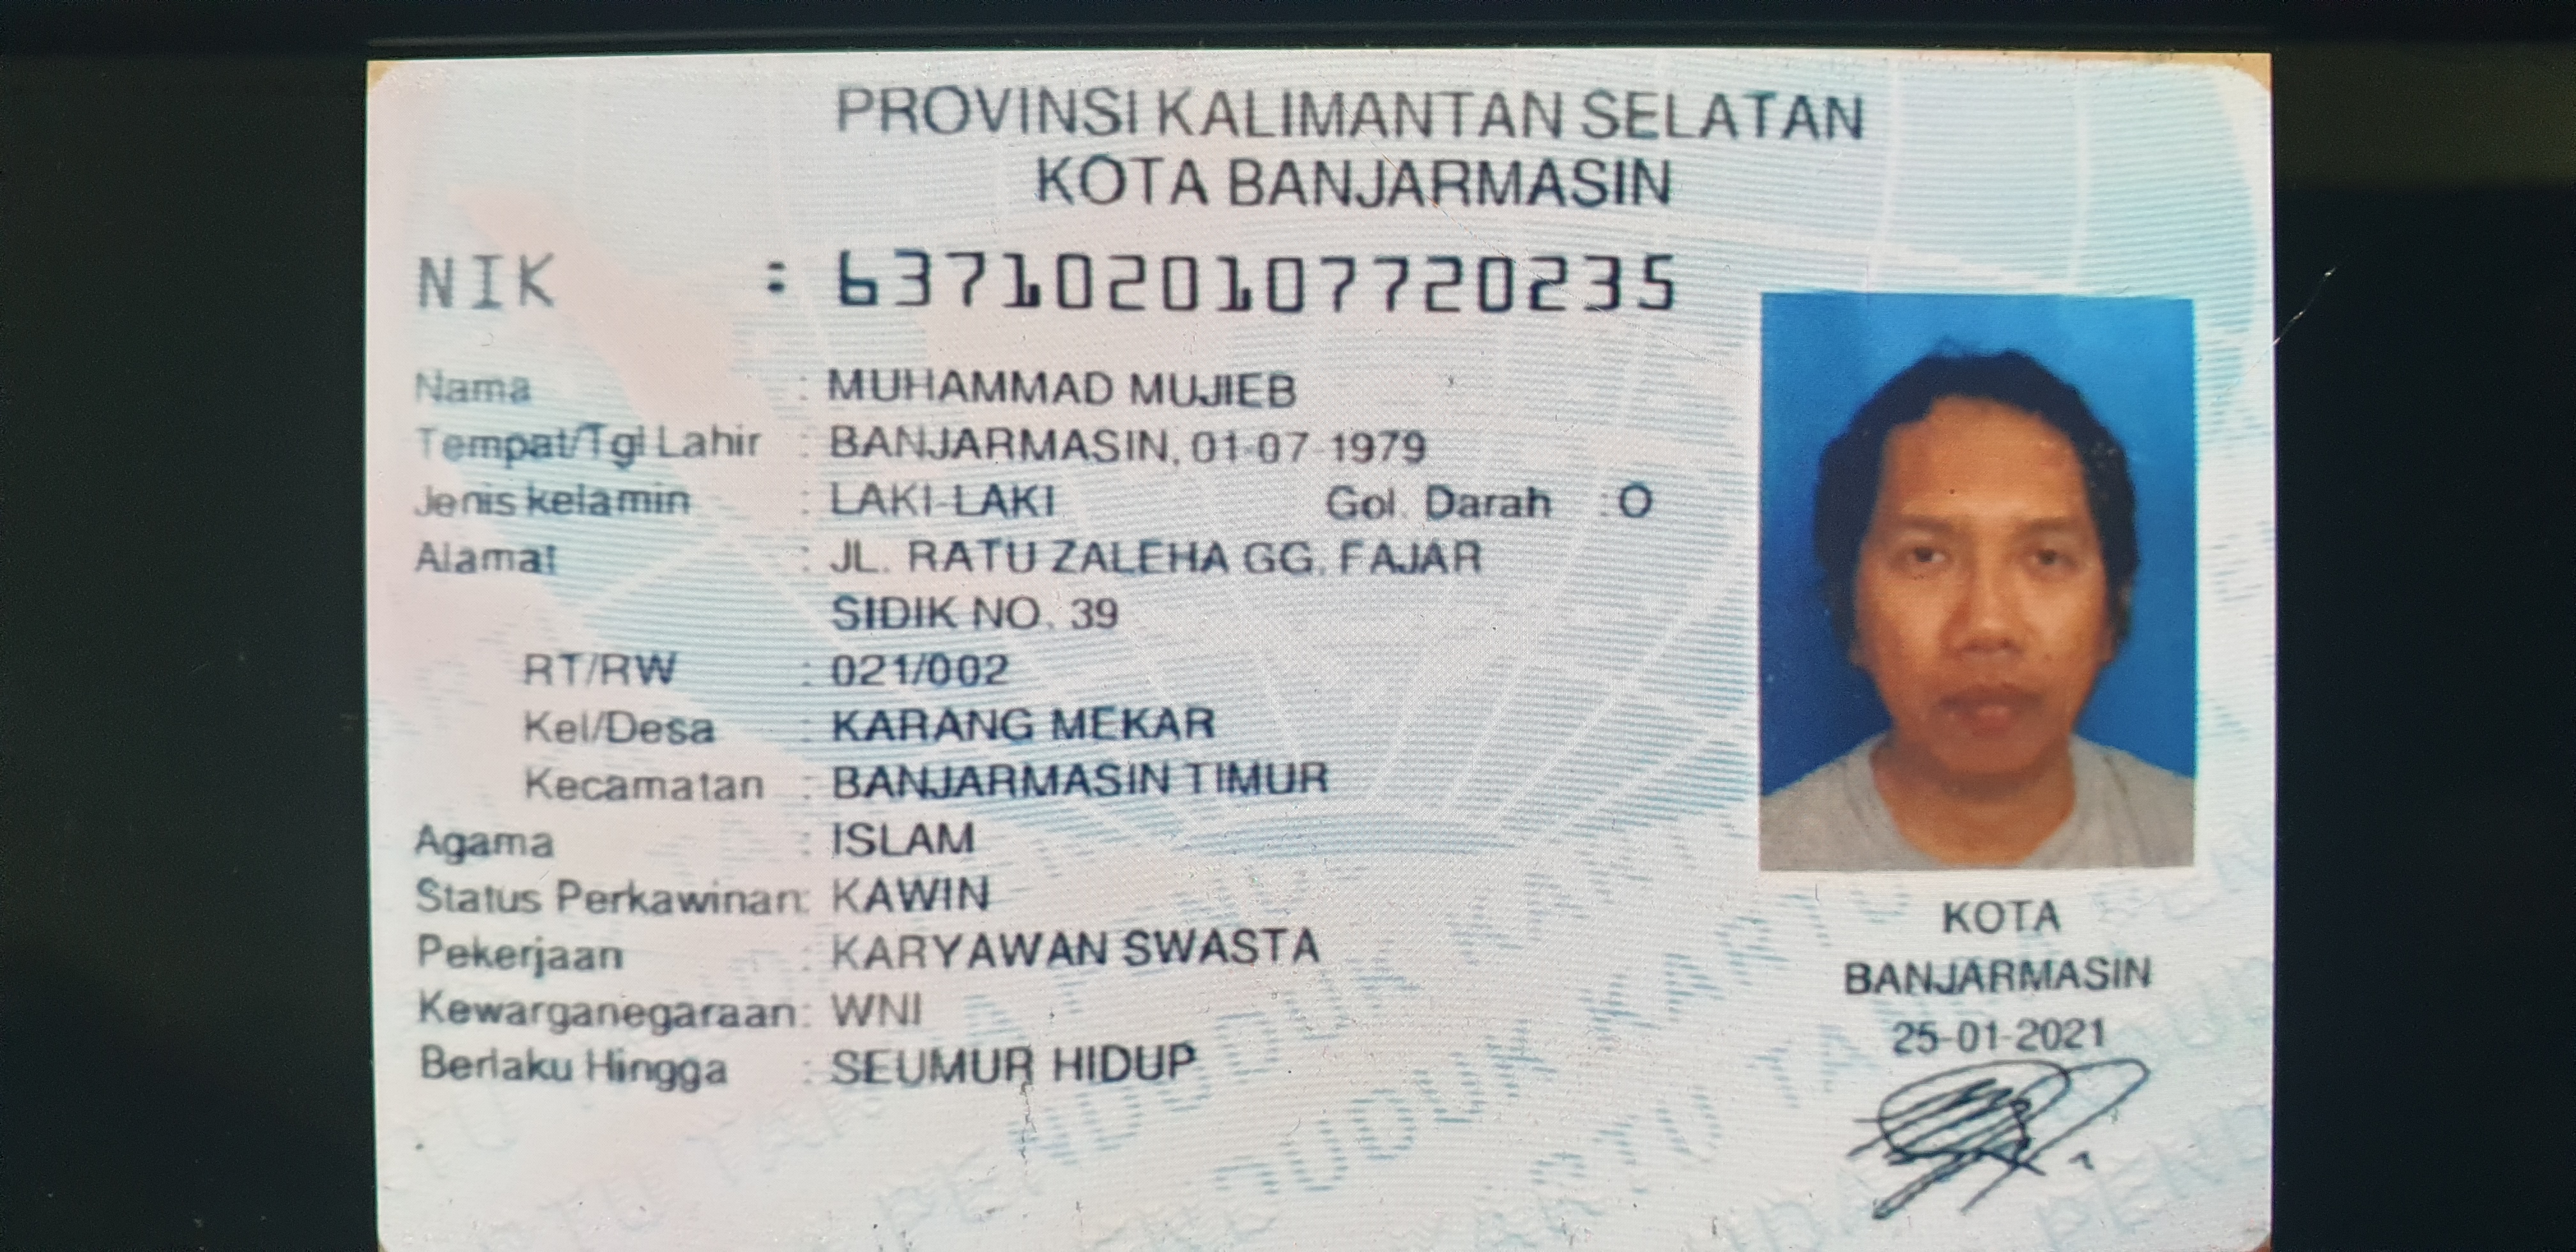 PROVINSI KALIMANTAN SELATAN
KOTA BANJARMASIN
NIK : 6371020107720235
Nama : MUHAMMAD MUJIEB
Tempat/Tgl Lahir : BANJARMASIN, 01-07-1979
Jenis kelamin : LAKI-LAKI Gol. Darah : O
Alamat : JL. RATU ZALEHA GG. FAJAR
SIDIK NO. 39
RT/RW : 021/002
Kel/Desa : KARANG MEKAR
Kecamatan : BANJARMASIN TIMUR
Agama : ISLAM
Status Perkawinan: KAWIN
Pekerjaan : KARYAWAN SWASTA
Kewarganegaraan: WNI
Berlaku Hingga : SEUMUR HIDUP
KOTA
BANJARMASIN
25-01-2021